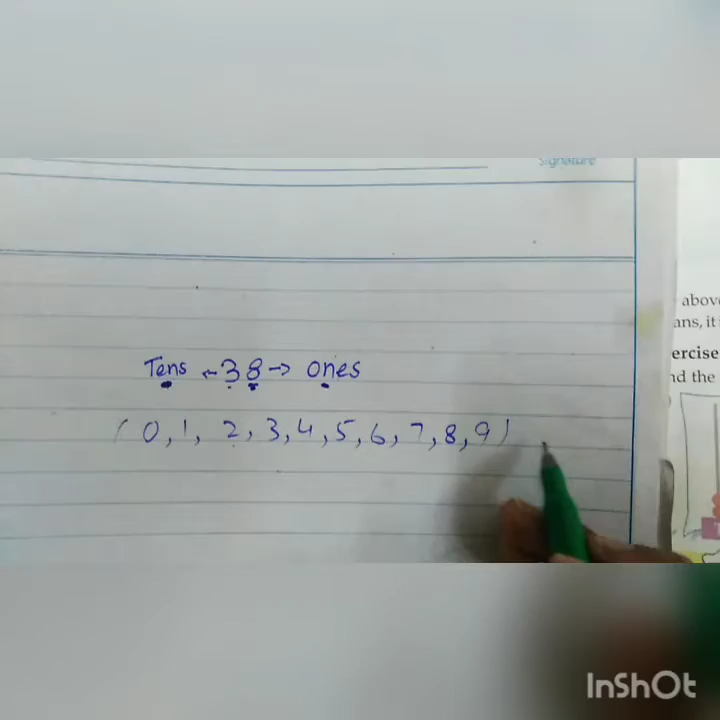 Signature
above
ans, it i
ercise
nd the
Tens ← 38 → ones
( 0, 1, 2, 3, 4, 5, 6, 7, 8, 9 )
InShOt